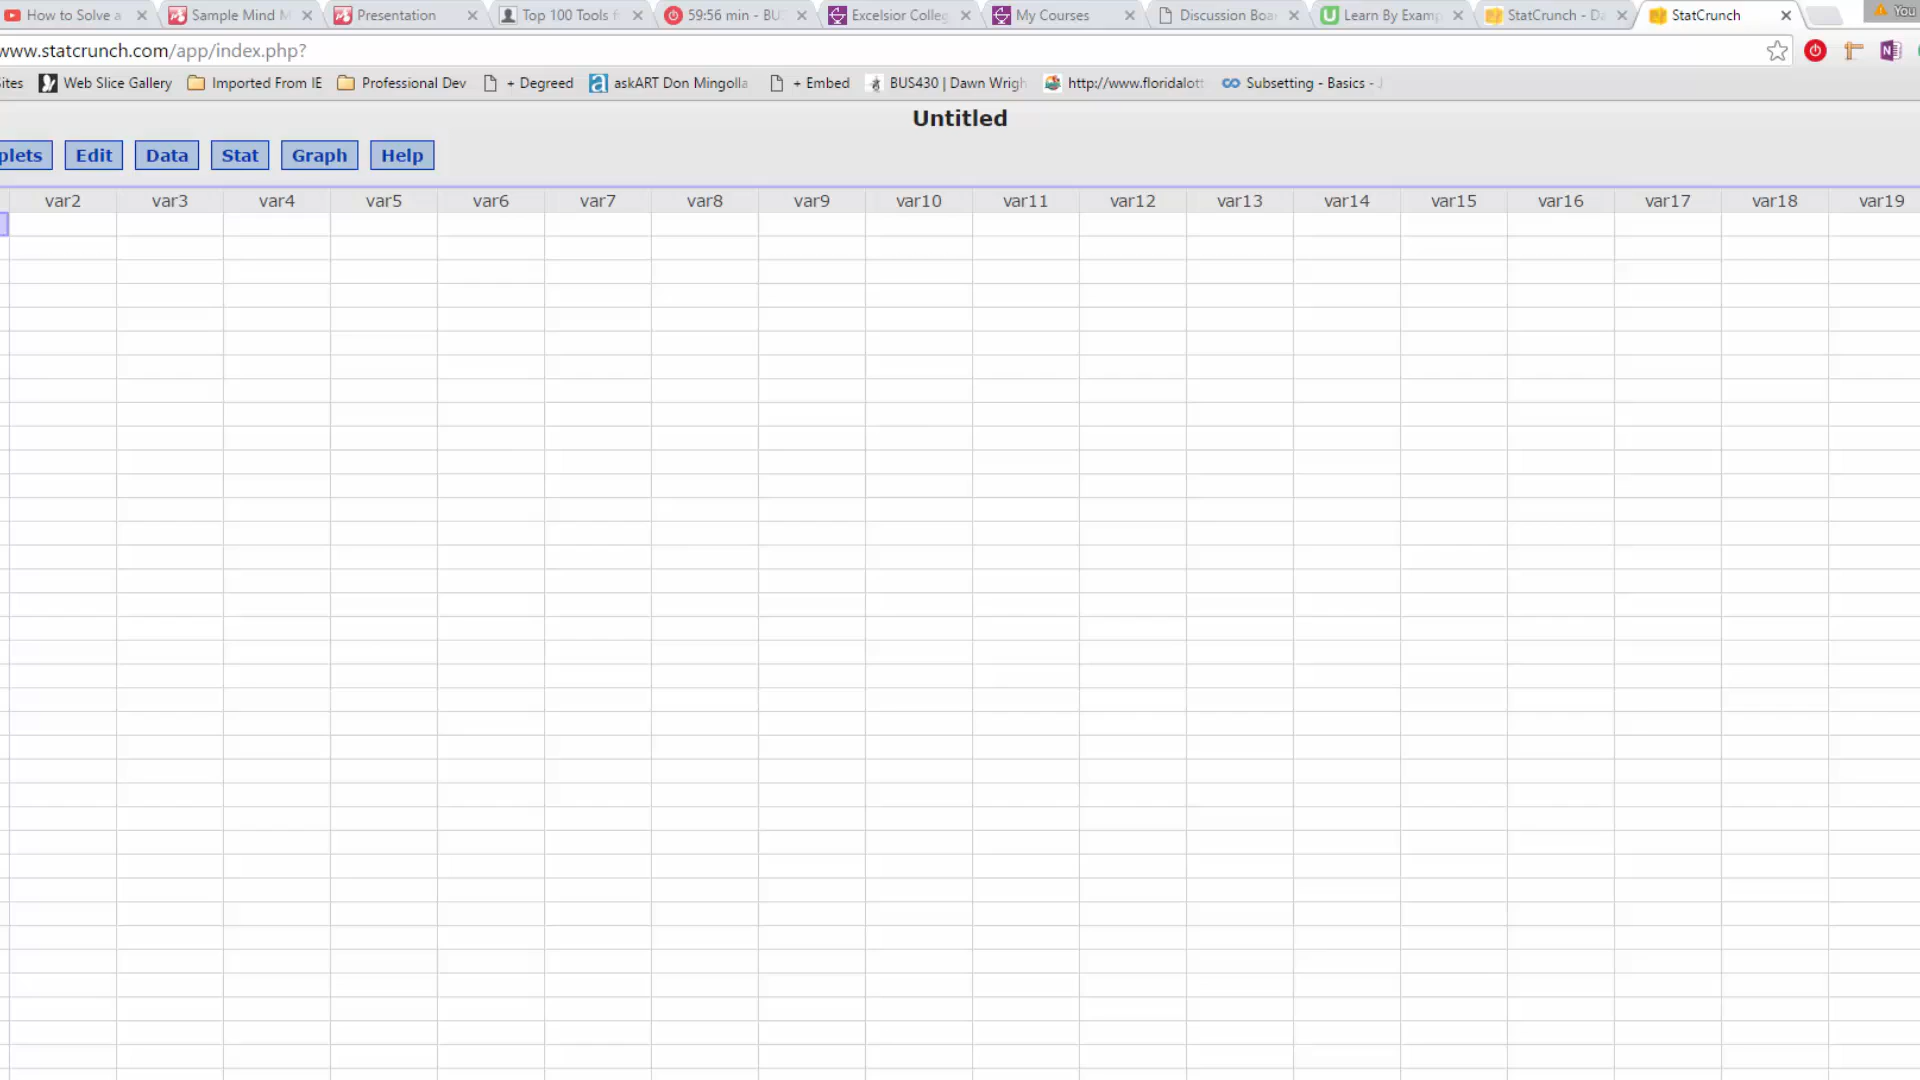 How to Solve a Sample Mind M Presentation Top 100 Tools f 59:56 min - BUS Excelsior Colleg My Courses Discussion Boar Learn By Examp StatCrunch - Da StatCrunch You
www.statcrunch.com/app/index.php?
ites Web Slice Gallery Imported From IE Professional Dev + Degreed askART Don Mingolla + Embed BUS430 | Dawn Wrigh http://www.floridalott Subsetting - Basics -
Untitled
plets Edit Data Stat Graph Help
var2 var3 var4 var5 var6 var7 var8 var9 var10 var11 var12 var13 var14 var15 var16 var17 var18 var19